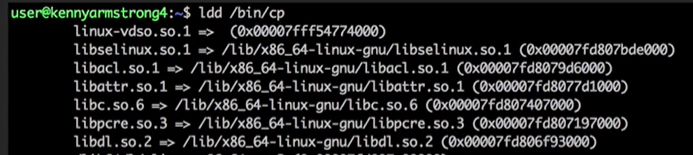 user@kennyarmstrong4:~$ ldd /bin/cp
linux-vdso.so.1 => (0x00007fff54774000)
libselinux.so.1 => /lib/x86_64-linux-gnu/libselinux.so.1 (0x00007fd807bde000)
libacl.so.1 => /lib/x86_64-linux-gnu/libacl.so.1 (0x00007fd8079d6000)
libattr.so.1 => /lib/x86_64-linux-gnu/libattr.so.1 (0x00007fd8077d1000)
libc.so.6 => /lib/x86_64-linux-gnu/libc.so.6 (0x00007fd807407000)
libpcre.so.3 => /lib/x86_64-linux-gnu/libpcre.so.3 (0x00007fd807197000)
libdl.so.2 => /lib/x86_64-linux-gnu/libdl.so.2 (0x00007fd806f93000)